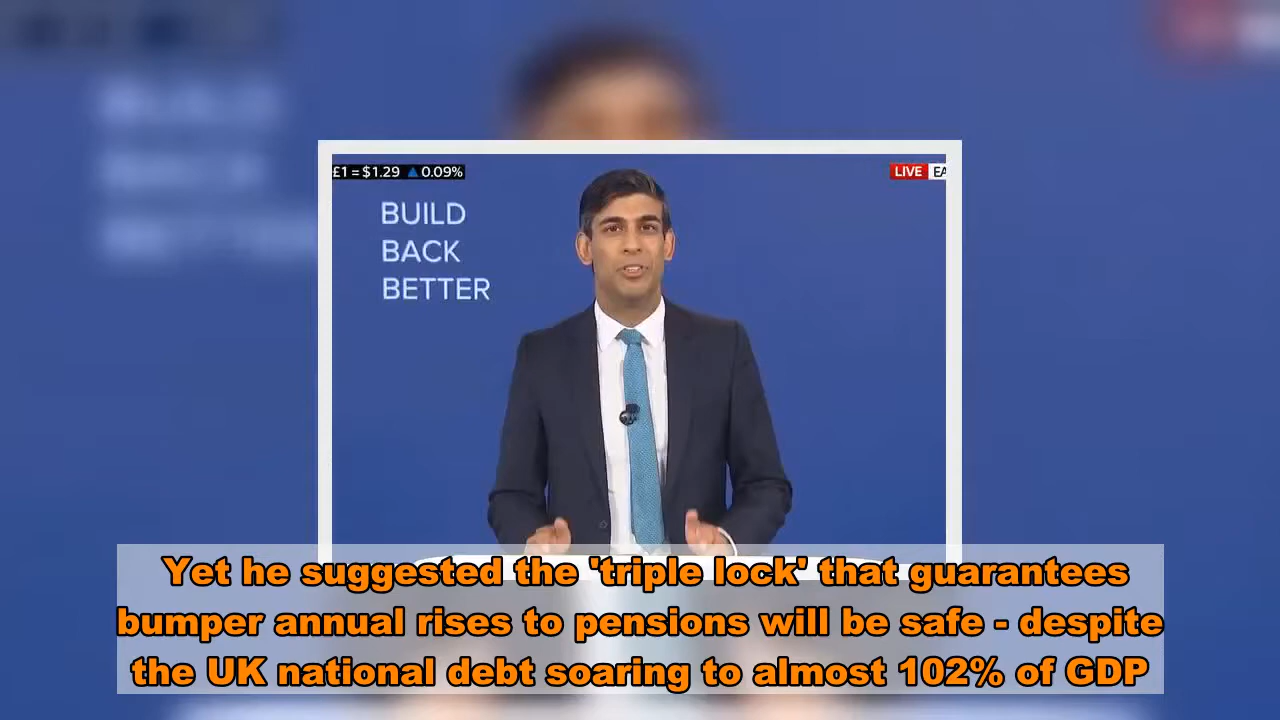 £1 = $1.29 ▲0.09%
LIVE EA
BUILD
BACK
BETTER
Yet he suggested the 'triple lock' that guarantees
bumper annual rises to pensions will be safe - despite
the UK national debt soaring to almost 102% of GDP